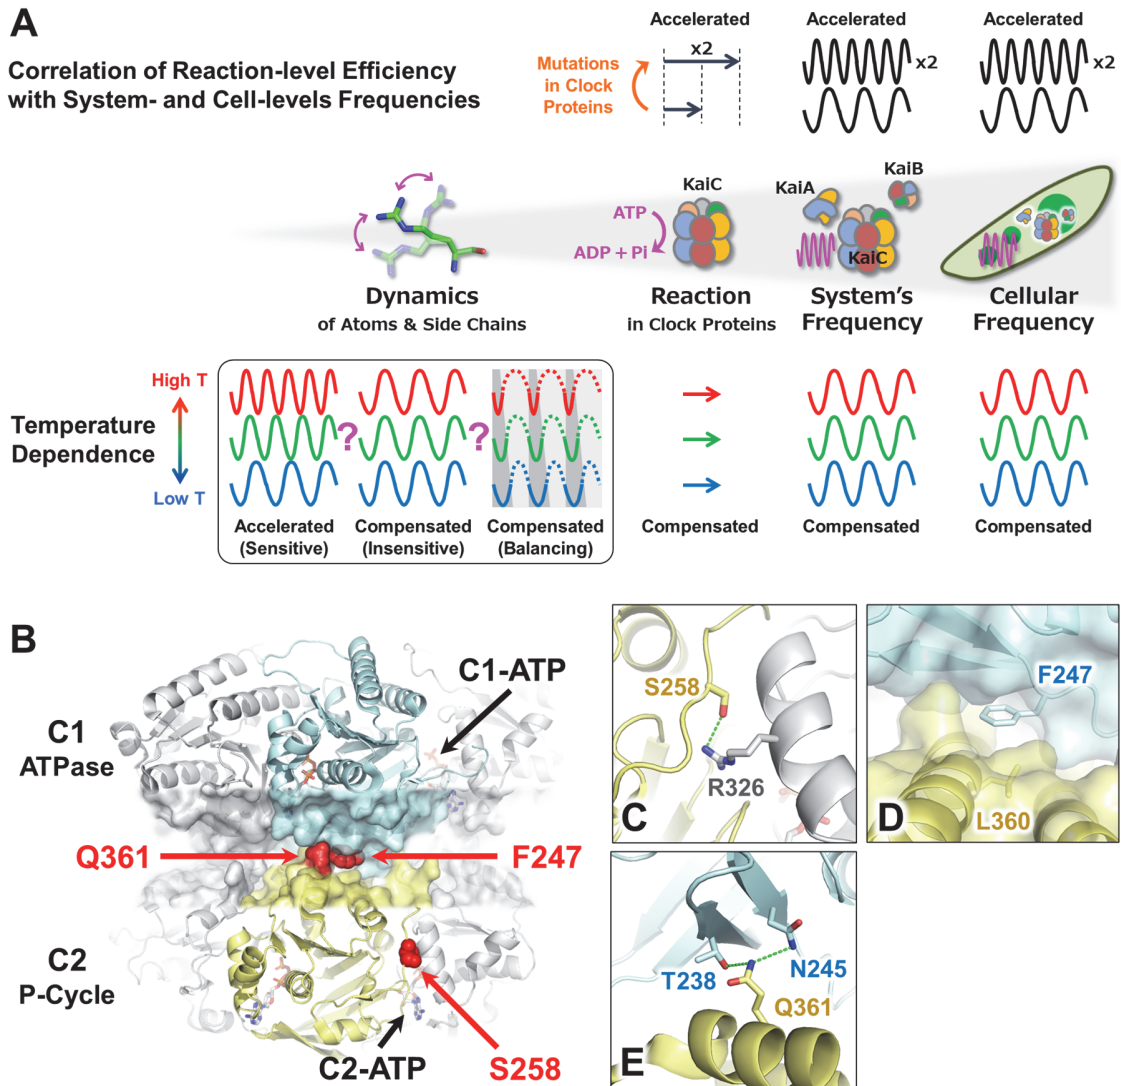 A
Correlation of Reaction-level Efficiency
with System- and Cell-levels Frequencies
Mutations
in Clock
Proteins
Accelerated
x2
Accelerated
x2
Accelerated
x2
KaiC
ATP
ADP + Pi
KaiA
KaiB
KaiC
Dynamics
of Atoms & Side Chains
Reaction
in Clock Proteins
System's
Frequency
Cellular
Frequency
Temperature
Dependence
High T
Low T
?
?
Accelerated
(Sensitive)
Compensated
(Insensitive)
Compensated
(Balancing)
Compensated
Compensated
Compensated
B
C1
ATPase
C1-ATP
Q361
F247
C2
P-Cycle
C2-ATP
S258
S258
R326
C
F247
L360
D
T238
N245
Q361
E